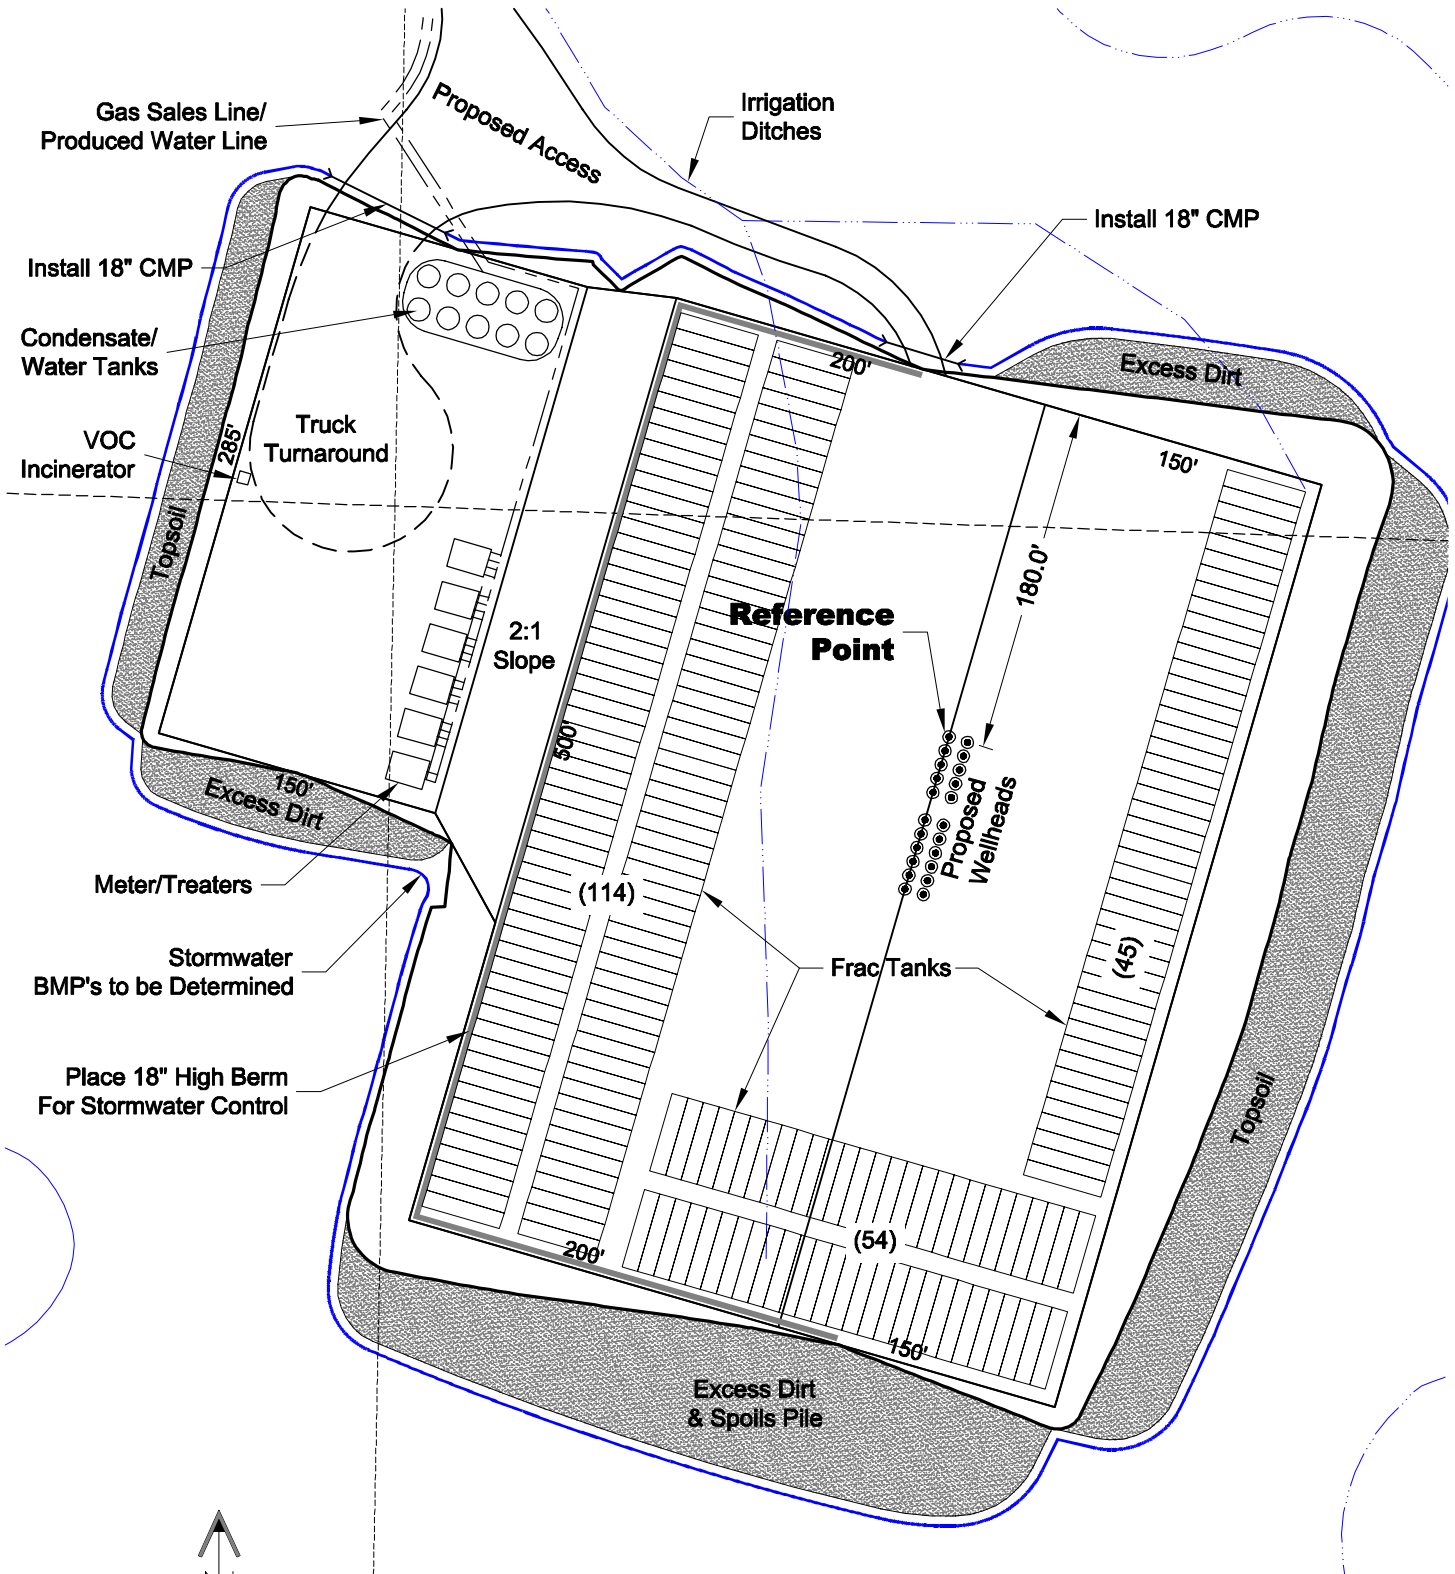 Gas Sales Line/
Produced Water Line
Proposed Access
Irrigation
Ditches
Install 18" CMP
Install 18" CMP
Condensate/
Water Tanks
200'
Excess Dirt
VOC
Incinerator
285'
Truck
Turnaround
150'
Topsoil
180.0'
2:1
Slope
Reference
Point
500'
150'
Excess Dirt
Proposed
Wellheads
Meter/Treaters
(114)
Stormwater
BMP's to be Determined
Frac Tanks
(45)
Place 18" High Berm
For Stormwater Control
Topsoil
200'
(54)
150'
Excess Dirt
& Spoils Pile